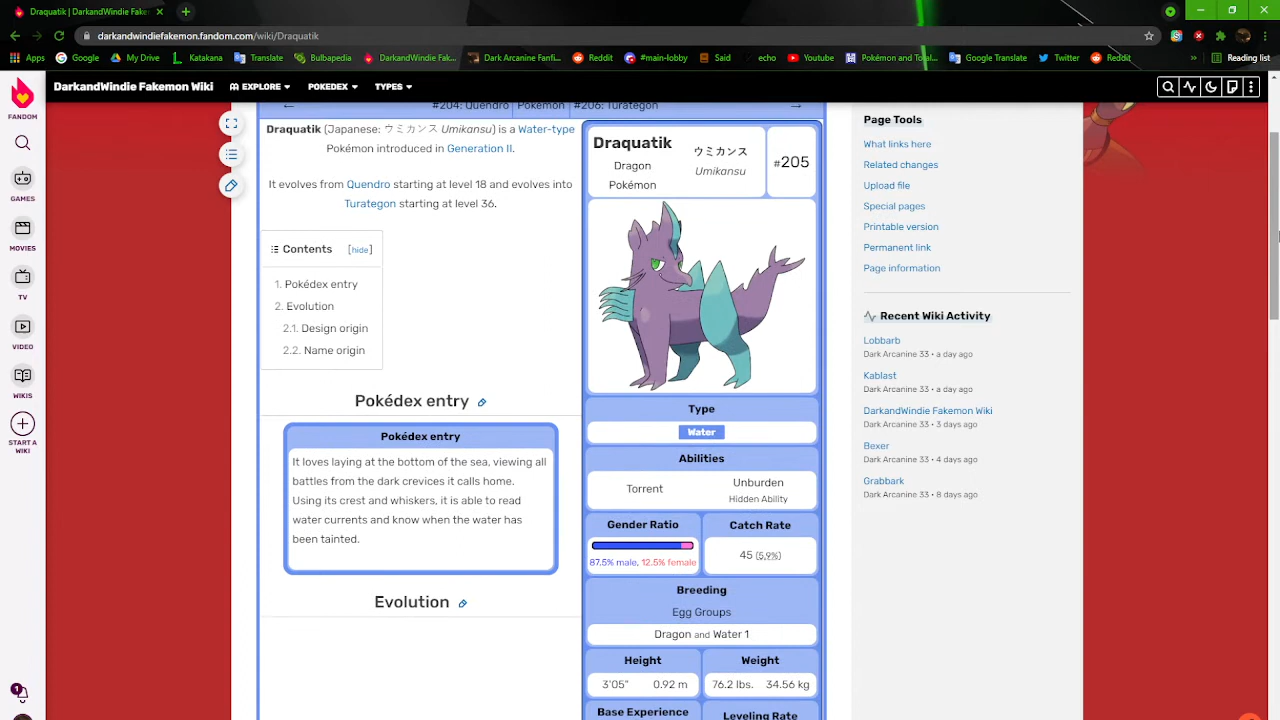 Draquatik | DarkandWindie Fakem
darkandwindiefakemon.fandom.com/wiki/Draquatik
Apps Google My Drive Katakana Translate Bulbapedia DarkandWindie Fak... Dark Arcanine Fanfi... Reddit #main-lobby Said echo Youtube Pokémon and Total... Google Translate Twitter Reddit » Reading list
DarkandWindie Fakemon Wiki EXPLORE POKEDEX TYPES
FANDOM
GAMES
MOVIES
TV
VIDEO
WIKIS
START A
WIKI
1
← #204: Quendro Pokémon #206: Turategon →
Draquatik (Japanese: ウミカンス Umikansu) is a Water-type
Pokémon introduced in Generation II.
It evolves from Quendro starting at level 18 and evolves into
Turategon starting at level 36.
Contents [hide]
1. Pokédex entry
2. Evolution
2.1. Design origin
2.2. Name origin
Pokédex entry
Pokédex entry
It loves laying at the bottom of the sea, viewing all
battles from the dark crevices it calls home.
Using its crest and whiskers, it is able to read
water currents and know when the water has
been tainted.
Evolution
Draquatik
Dragon
Pokémon
ウミカンス
Umikansu
#205
Type
Water
Abilities
Torrent
Unburden
Hidden Ability
Gender Ratio
87.5% male, 12.5% female
Catch Rate
45 (5.9%)
Breeding
Egg Groups
Dragon and Water 1
Height
3'05" 0.92 m
Weight
76.2 lbs. 34.56 kg
Base Experience
Leveling Rate
Page Tools
What links here
Related changes
Upload file
Special pages
Printable version
Permanent link
Page information
Recent Wiki Activity
Lobbarb
Dark Arcanine 33 • a day ago
Kablast
Dark Arcanine 33 • a day ago
DarkandWindie Fakemon Wiki
Dark Arcanine 33 • 3 days ago
Bexer
Dark Arcanine 33 • 4 days ago
Grabbark
Dark Arcanine 33 • 8 days ago